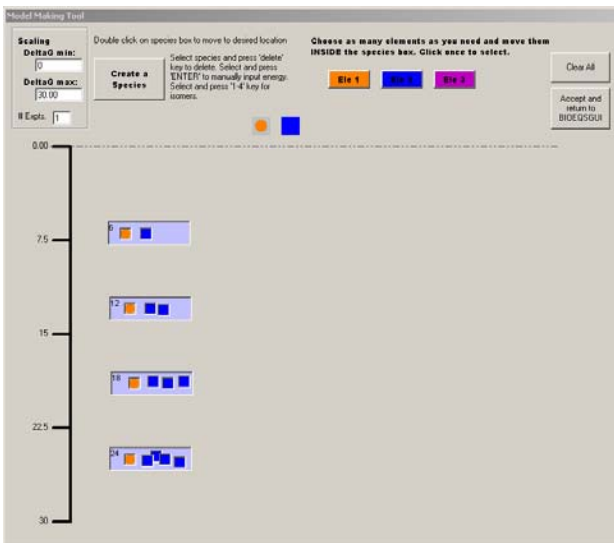 Model Making Tool
Scaling
DeltaG min:
0
DeltaG max:
30.00
# Expts. 1
Double click on species box to move to desired location
Create a
Species
Select species and press 'delete'
key to delete. Select and press
'ENTER' to manually input energy.
Select and press '1-4' key for
isomers.
Choose as many elements as you need and move them
INSIDE the species box. Click once to select.
Ele 1
Ele 2
Ele 3
Clear All
Accept and
return to
BIOEQSGUI
0.00
7.5
15
22.5
30
6
12
18
24